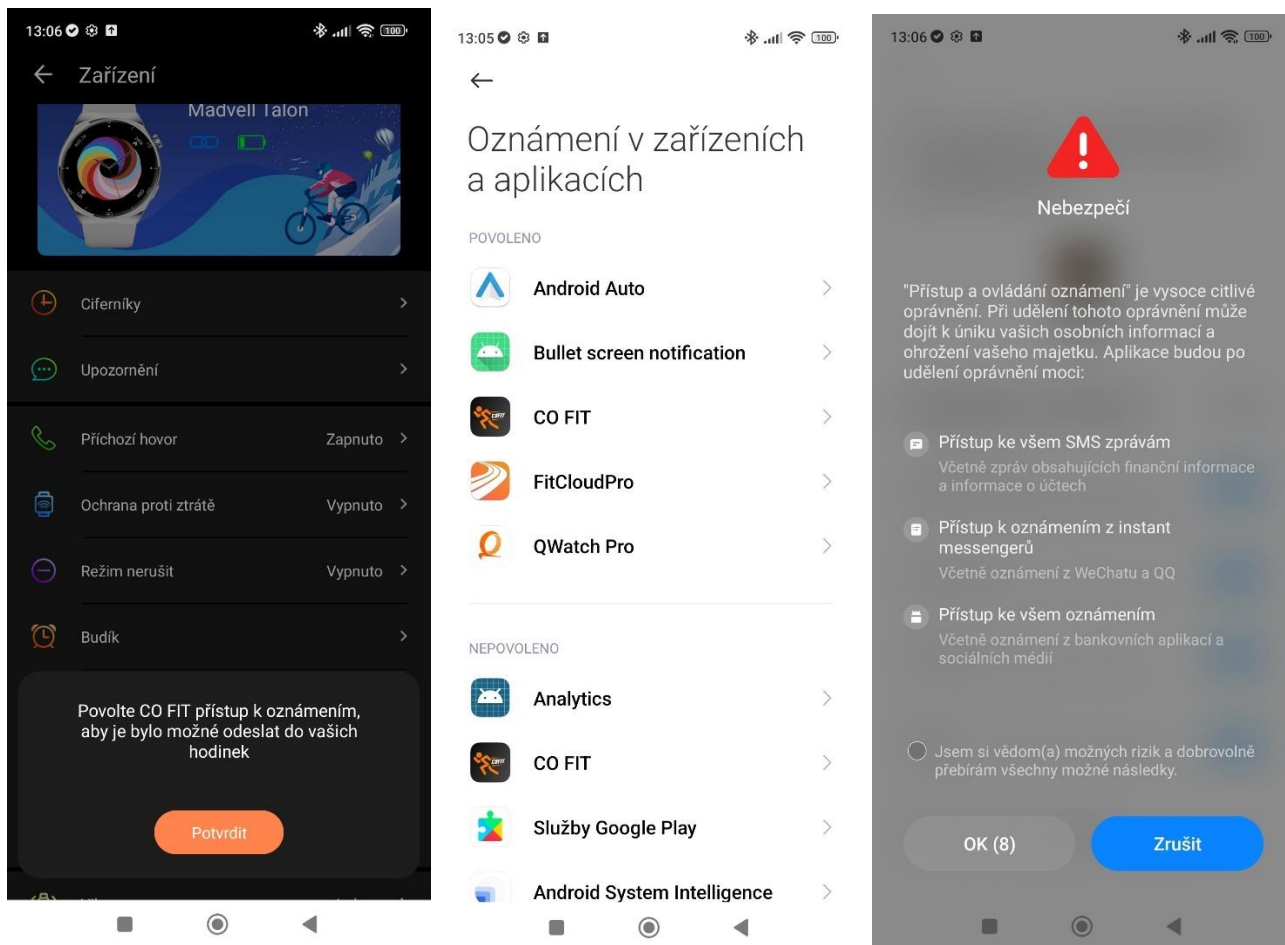 13:06
100
Zařízení
Madvell Talon
Ciferníky
Upozornění
Příchozí hovor Zapnuto
Ochrana proti ztrátě Vypnuto
Režim nerušit Vypnuto
Budík
Povolte CO FIT přístup k oznámením,
aby je bylo možné odeslat do vašich
hodinek
Potvrdit
13:05
100
Oznámení v zařízeních
a aplikacích
POVOLENO
Android Auto
Bullet screen notification
COFIT
CO FIT
FitCloudPro
QWatch Pro
NEPOVOLENO
Analytics
COFIT
CO FIT
Služby Google Play
Android System Intelligence
13:06
100
Nebezpečí
"Přístup a ovládání oznámení" je vysoce citlivé
oprávnění. Při udělení tohoto oprávnění může
dojít k úniku vašich osobních informací a
ohrožení vašeho majetku. Aplikace budou po
udělení oprávnění moci:
Přístup ke všem SMS zprávám
Včetně zpráv obsahujících finanční informace
a informace o účtech
Přístup k oznámením z instant
messengerů
Včetně oznámení z WeChatu a QQ
Přístup ke všem oznámením
Včetně oznámení z bankovních aplikací a
sociálních médií
Jsem si vědom(a) možných rizik a dobrovolně
přebírám všechny možné následky.
OK (8)
Zrušit